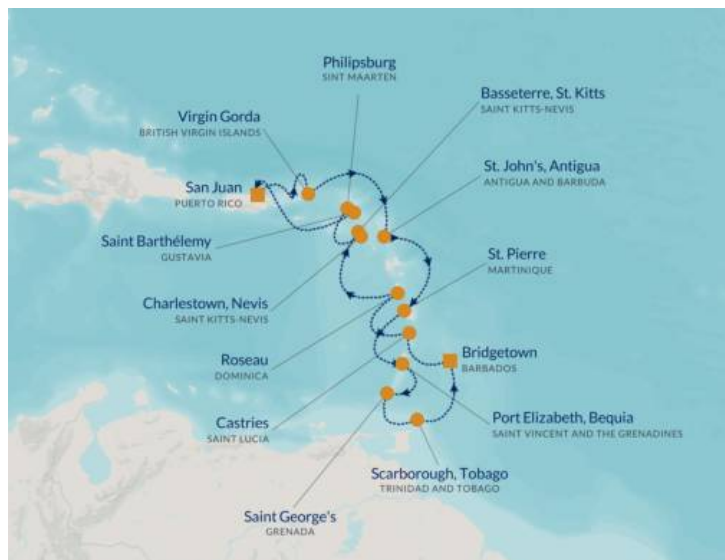 Philipsburg
SINT MAARTEN
Basseterre, St. Kitts
SAINT KITTS-NEVIS
Virgin Gorda
BRITISH VIRGIN ISLANDS
St. John's, Antigua
ANTIGUA AND BARBUDA
San Juan
PUERTO RICO
Saint Barthélemy
GUSTAVIA
St. Pierre
MARTINIQUE
Charlestown, Nevis
SAINT KITTS-NEVIS
Roseau
DOMINICA
Bridgetown
BARBADOS
Castries
SAINT LUCIA
Port Elizabeth, Bequia
SAINT VINCENT AND THE GRENADINES
Scarborough, Tobago
TRINIDAD AND TOBAGO
Saint George's
GRENADA